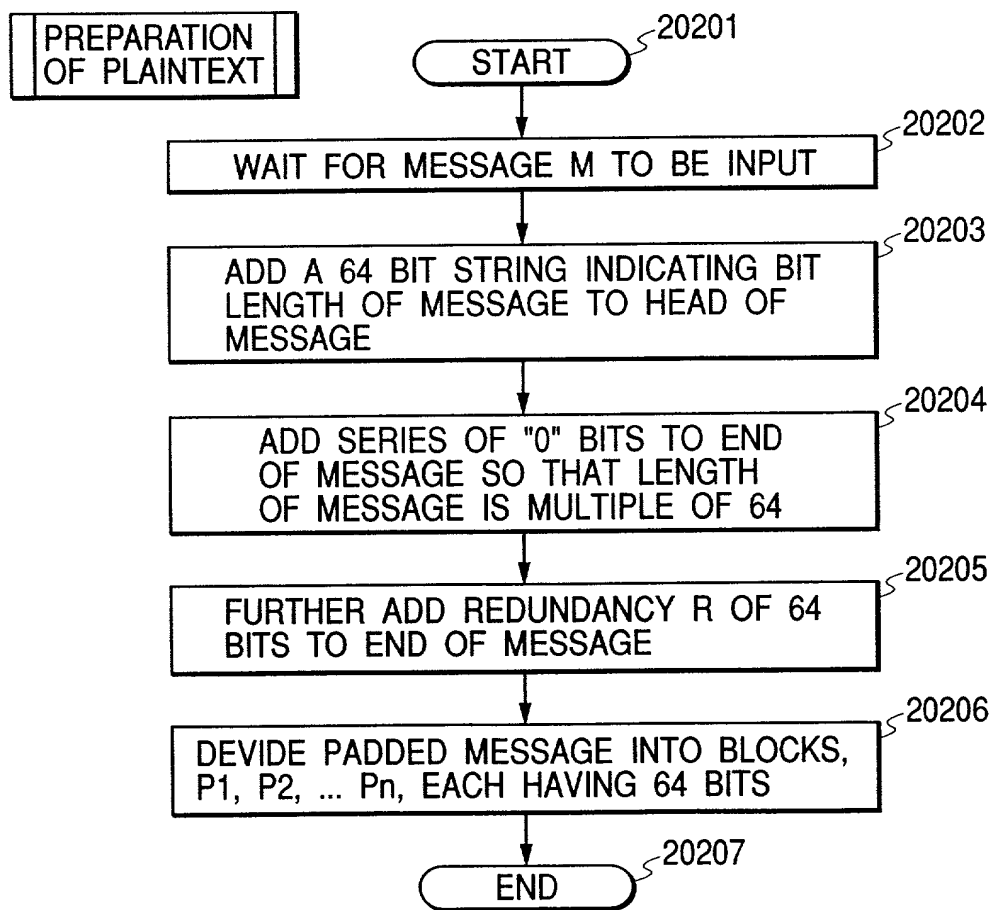 PREPARATION
OF PLAINTEXT
20201
START
20202
WAIT FOR MESSAGE M TO BE INPUT
20203
ADD A 64 BIT STRING INDICATING BIT
LENGTH OF MESSAGE TO HEAD OF
MESSAGE
20204
ADD SERIES OF "0" BITS TO END
OF MESSAGE SO THAT LENGTH
OF MESSAGE IS MULTIPLE OF 64
20205
FURTHER ADD REDUNDANCY R OF 64
BITS TO END OF MESSAGE
20206
DEVIDE PADDED MESSAGE INTO BLOCKS,
P1, P2, ... Pn, EACH HAVING 64 BITS
20207
END